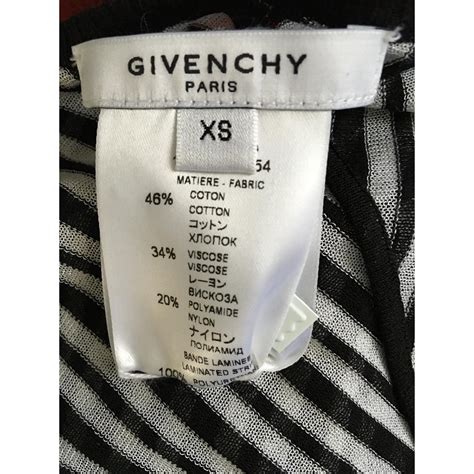 GIVENCHY
PARIS
XS
54
MATIERE - FABRIC
46% COTON
COTTON
コットン
ХЛОПОК
34% VISCOSE
VISCOSE
レーヨン
ВИСКОЗА
20% POLYAMIDE
NYLON
ナイロン
ПОЛИАМИД
BANDE LAMINEE
LAMINATED STRIP
100%